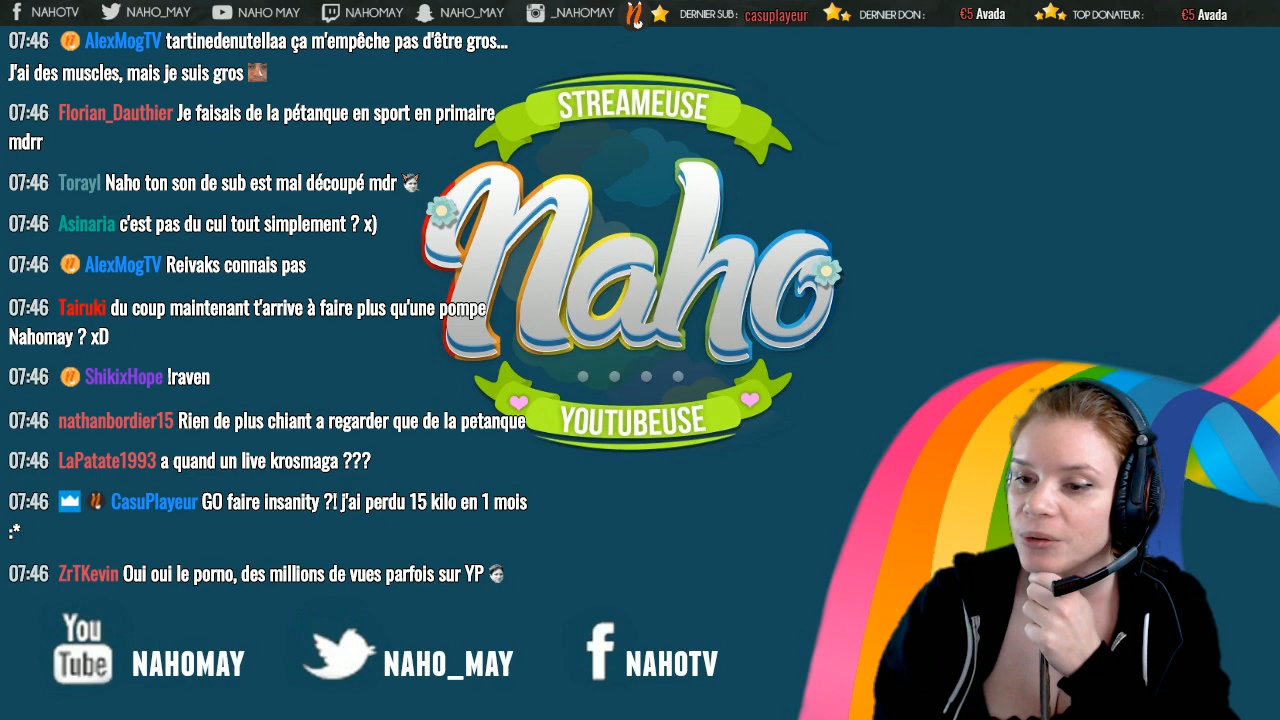 NAHOTV NAHO_MAY NAHO MAY NAHOMAY NAHO_MAY _NAHOMAY DERNIER SUB : casuplayeur DERNIER DON : €5 Avada TOP DONATEUR : €5 Avada
07:46 AlexMogTV tartinedenutellaa ça m'empêche pas d'être gros...
J'ai des muscles, mais je suis gros
07:46 Florian_Dauthier Je faisais de la pétanque en sport en primaire
mdrr
07:46 Torayl Naho ton son de sub est mal découpé mdr
07:46 Asinaria c'est pas du cul tout simplement ? x)
07:46 AlexMogTV Reivaks connais pas
07:46 Tairuki du coup maintenant t'arrive à faire plus qu'une pompe
Nahomay ? xD
07:46 ShikixHope !raven
07:46 nathanbordier15 Rien de plus chiant a regarder que de la petanque
07:46 LaPatate1993 a quand un live krosmaga ???
07:46 CasuPlayeur GO faire insanity ?! j'ai perdu 15 kilo en 1 mois
:*
07:46 ZrTKevin Oui oui le porno, des millions de vues parfois sur YP
STREAMEUSE
Naho
YOUTUBEUSE
You
Tube
NAHOMAY
NAHO_MAY
NAHOTV